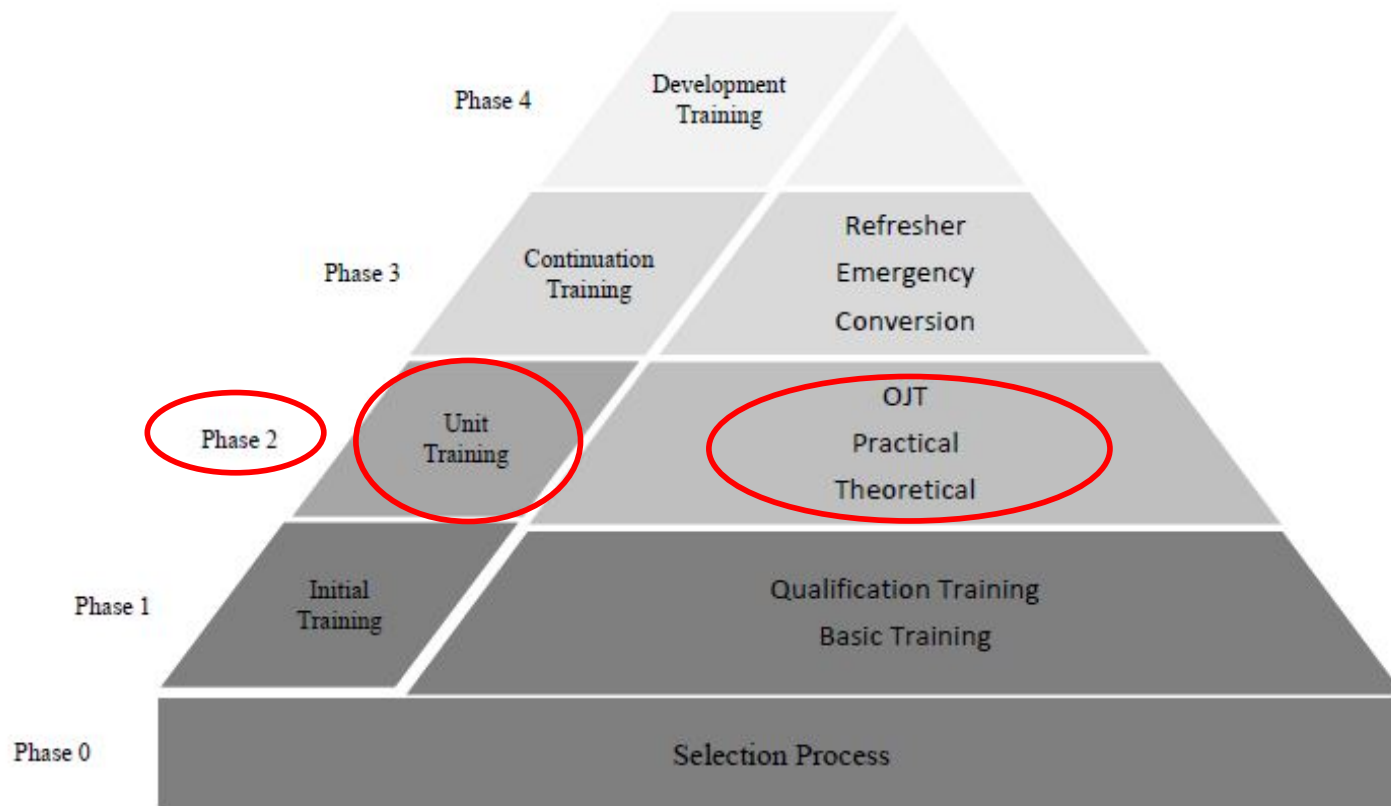 Phase 4
Development
Training
Phase 3
Continuation
Training
Refresher
Emergency
Conversion
Phase 2
Unit
Training
OJT
Practical
Theoretical
Phase 1
Initial
Training
Qualification Training
Basic Training
Phase 0
Selection Process